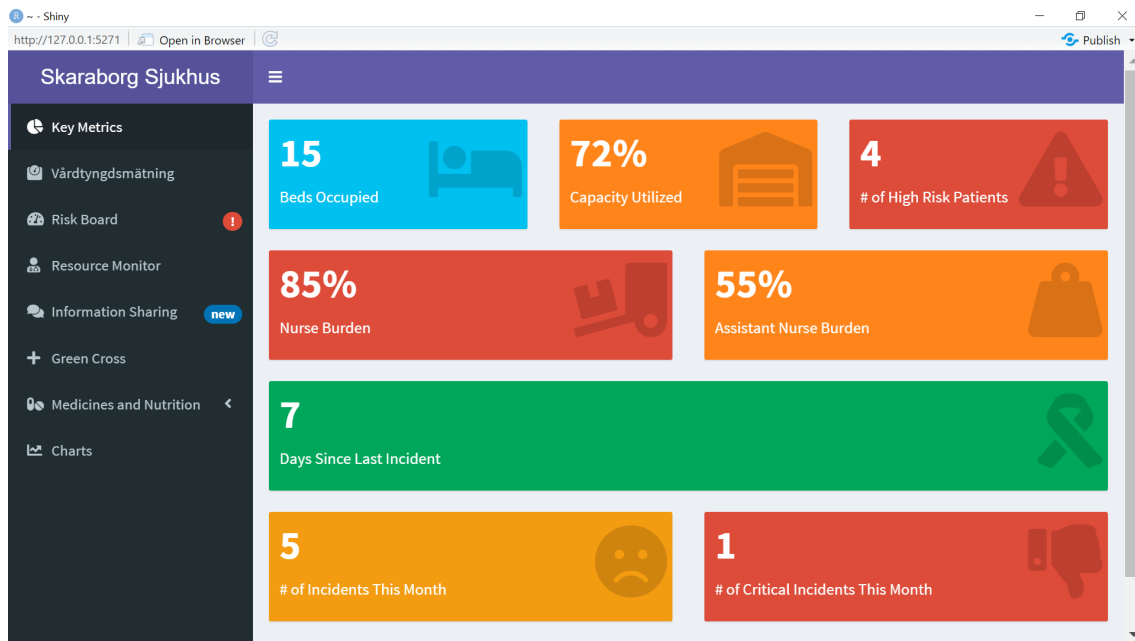 ~ - Shiny
http://127.0.0.1:5271 Open in Browser Publish
Skaraborg Sjukhus
Key Metrics
Vårdtyngdsmätning
Risk Board !
Resource Monitor
Information Sharing new
Green Cross
Medicines and Nutrition
Charts
15
Beds Occupied
72%
Capacity Utilized
4
# of High Risk Patients
85%
Nurse Burden
55%
Assistant Nurse Burden
7
Days Since Last Incident
5
# of Incidents This Month
1
# of Critical Incidents This Month